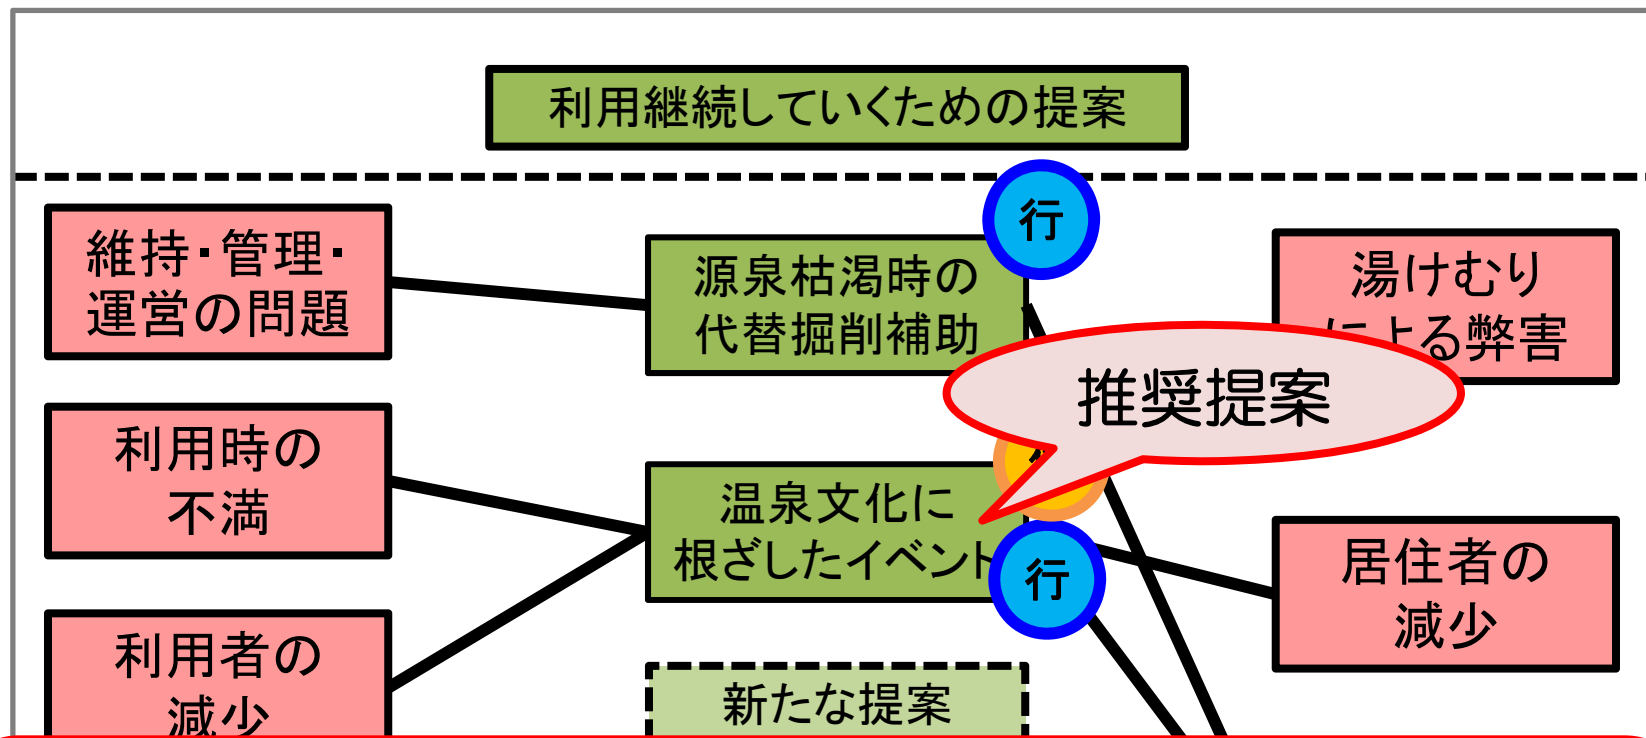 利用継続していくための提案
維持・管理・
運営の問題
源泉枯渇時の
代替掘削補助
行
湯けむり
による弊害
推奨提案
利用時の
不満
温泉文化に
根ざしたイベント
行
居住者の
減少
利用者の
減少
新たな提案